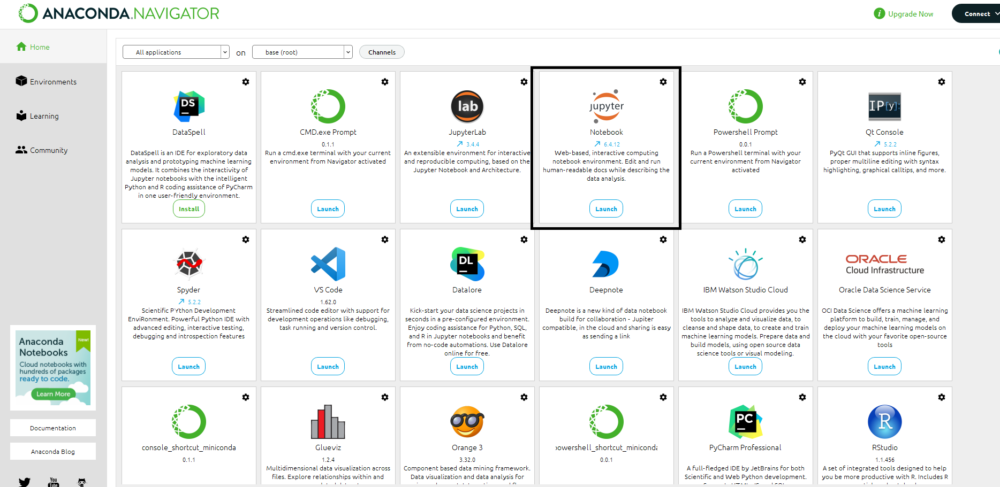 ANACONDA.NAVIGATOR
Upgrade Now
Connect
Home
Environments
Learning
Community
All applications
on
base (root)
Channels
DS
DataSpell
DataSpell is an IDE for exploratory data
analysis and prototyping machine learning
models. It combines the interactivity of
Jupyter notebooks with the intelligent
Python and R coding assistance of PyCharm
in one user-friendly environment.
Install
CMD.exe Prompt
0.1.1
Run a cmd.exe terminal with your current
environment from Navigator activated
Launch
lab
JupyterLab
3.4.4
An extensible environment for interactive
and reproducible computing, based on the
Jupyter Notebook and Architecture.
Launch
jupyter
Notebook
6.4.12
Web-based, interactive computing
notebook environment. Edit and run
human-readable docs while describing the
data analysis.
Launch
Powershell Prompt
0.0.1
Run a Powershell terminal with your
current environment from Navigator
activated
Launch
IP[y]:
Qt Console
5.2.2
PyQt GUI that supports inline figures,
proper multiline editing with syntax
highlighting, graphical calltips, and more.
Launch
Spyder
5.2.2
Scientific PYthon Development
EnviRonment. Powerful Python IDE with
advanced editing, interactive testing,
debugging and introspection features
Launch
VS Code
1.62.0
Streamlined code editor with support for
development operations like debugging,
task running and version control.
Launch
DL
Datalore
Kick-start your data science projects in
seconds in a pre-configured environment.
Enjoy coding assistance for Python, SQL,
and R in Jupyter notebooks and benefit
from no-code automations. Use Datalore
online for free.
Launch
Deepnote
Deepnote is a new kind of data notebook
build for collaboration - Jupiter
compatible, in the cloud and sharing is easy
as sending a link
Launch
IBM Watson Studio Cloud
IBM Watson Studio Cloud provides you the
tools to analyze and visualize data, to
cleanse and shape data, to create and train
machine learning models. Prepare data and
build models, using open source data
science tools or visual modeling.
Launch
ORACLE
Cloud Infrastructure
Oracle Data Science Service
OCI Data Science offers a machine learning
platform to build, train, manage, and
deploy your machine learning models on
the cloud with your favorite open-source
tools
Launch
console_shortcut_miniconda
0.1.1
Glueviz
1.2.4
Multidimensional data visualization across
files. Explore relationships within and
Orange 3
3.32.0
Component based data mining framework.
Data visualization and data analysis for
powershell_shortcut_miniconda
0.0.1
PC
PyCharm Professional
A full-fledged IDE by JetBrains for both
Scientific and Web Python development.
R
RStudio
1.1.456
A set of integrated tools designed to help
you be more productive with R. Includes R
Anaconda
Notebooks
New!
Cloud notebooks with
hundreds of packages
ready to code.
Learn More
Documentation
Anaconda Blog
You
Tube